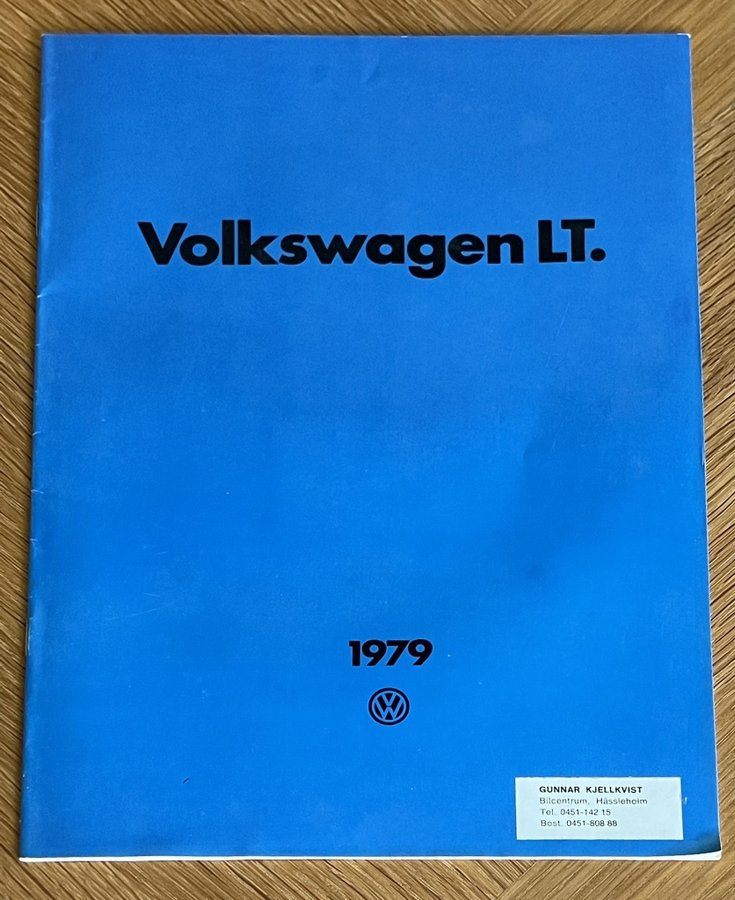 Volkswagen LT.
1979
GUNNAR KJELLKVIST
Bilcentrum, Hässleholm
Tel. 0451-142 15
Bost. 0451-808 88